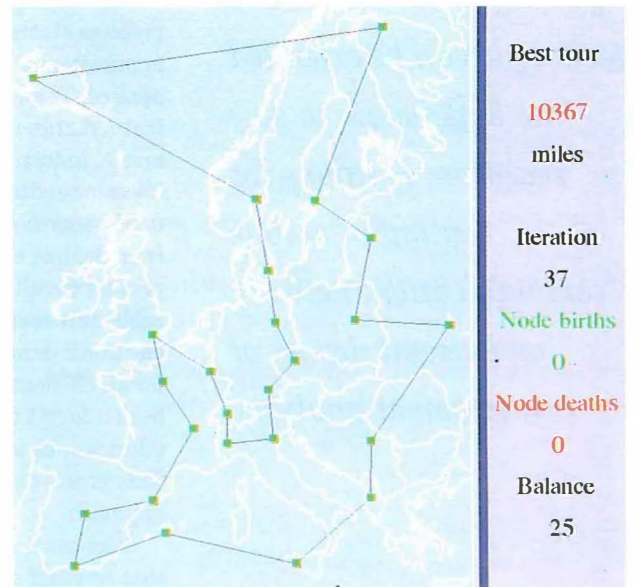 Best tour
10367
miles
Iteration
37
Node births
0
Node deaths
0
Balance
25